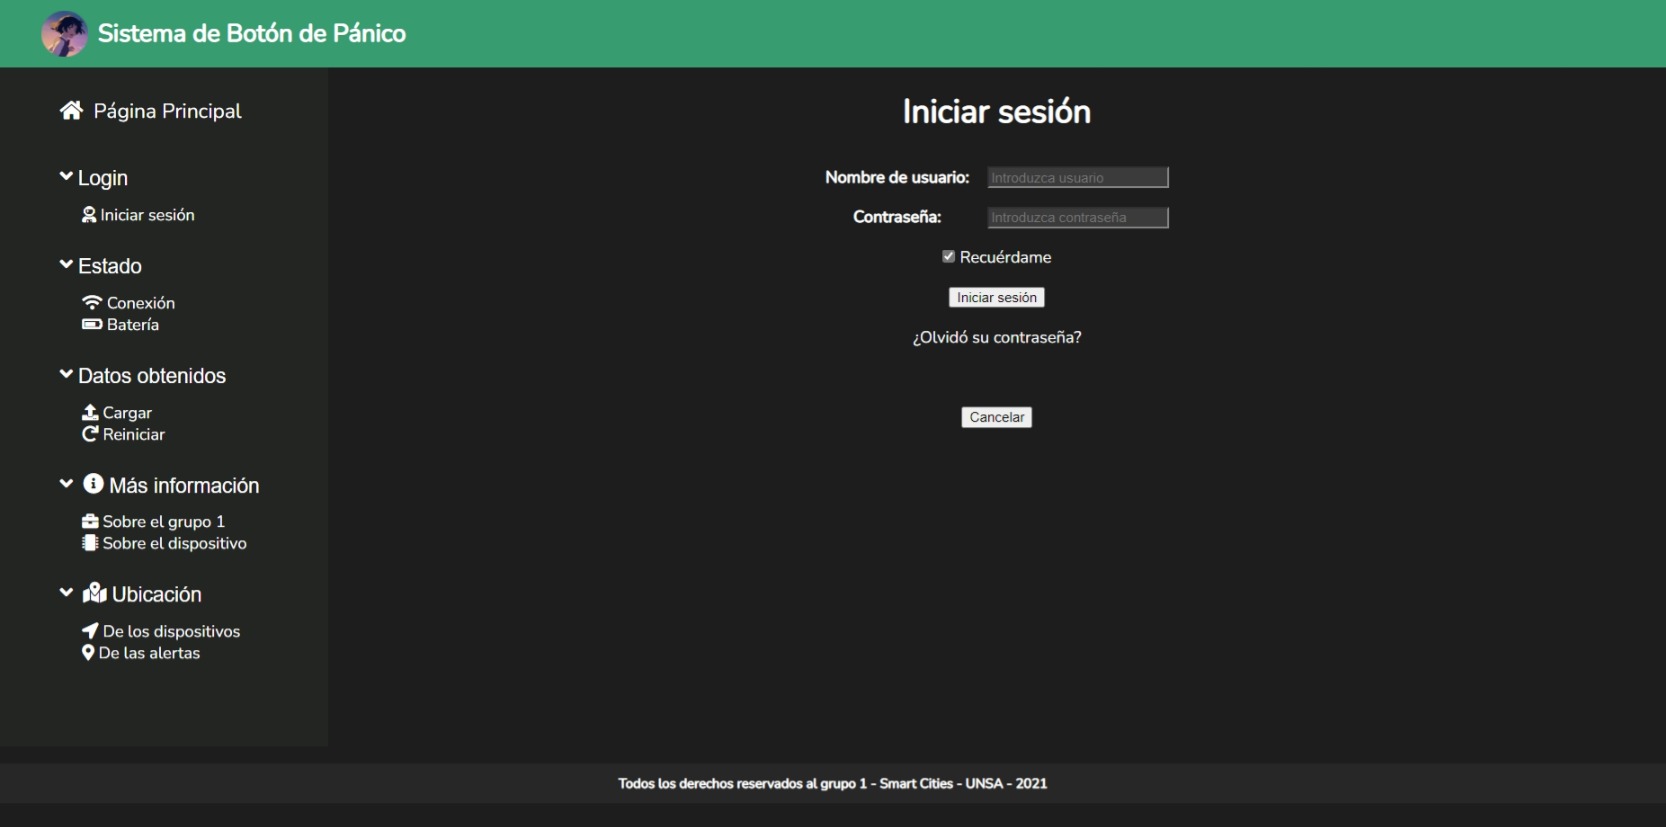 Sistema de Botón de Pánico
Página Principal
Login
Iniciar sesión
Estado
Conexión
Batería
Datos obtenidos
Cargar
Reiniciar
Más información
Sobre el grupo 1
Sobre el dispositivo
Ubicación
De los dispositivos
De las alertas
Iniciar sesión
Nombre de usuario: Introduzca usuario
Contraseña: Introduzca contraseña
Recuérdame
Iniciar sesión
¿Olvidó su contraseña?
Cancelar
Todos los derechos reservados al grupo 1 - Smart Cities - UNSA - 2021